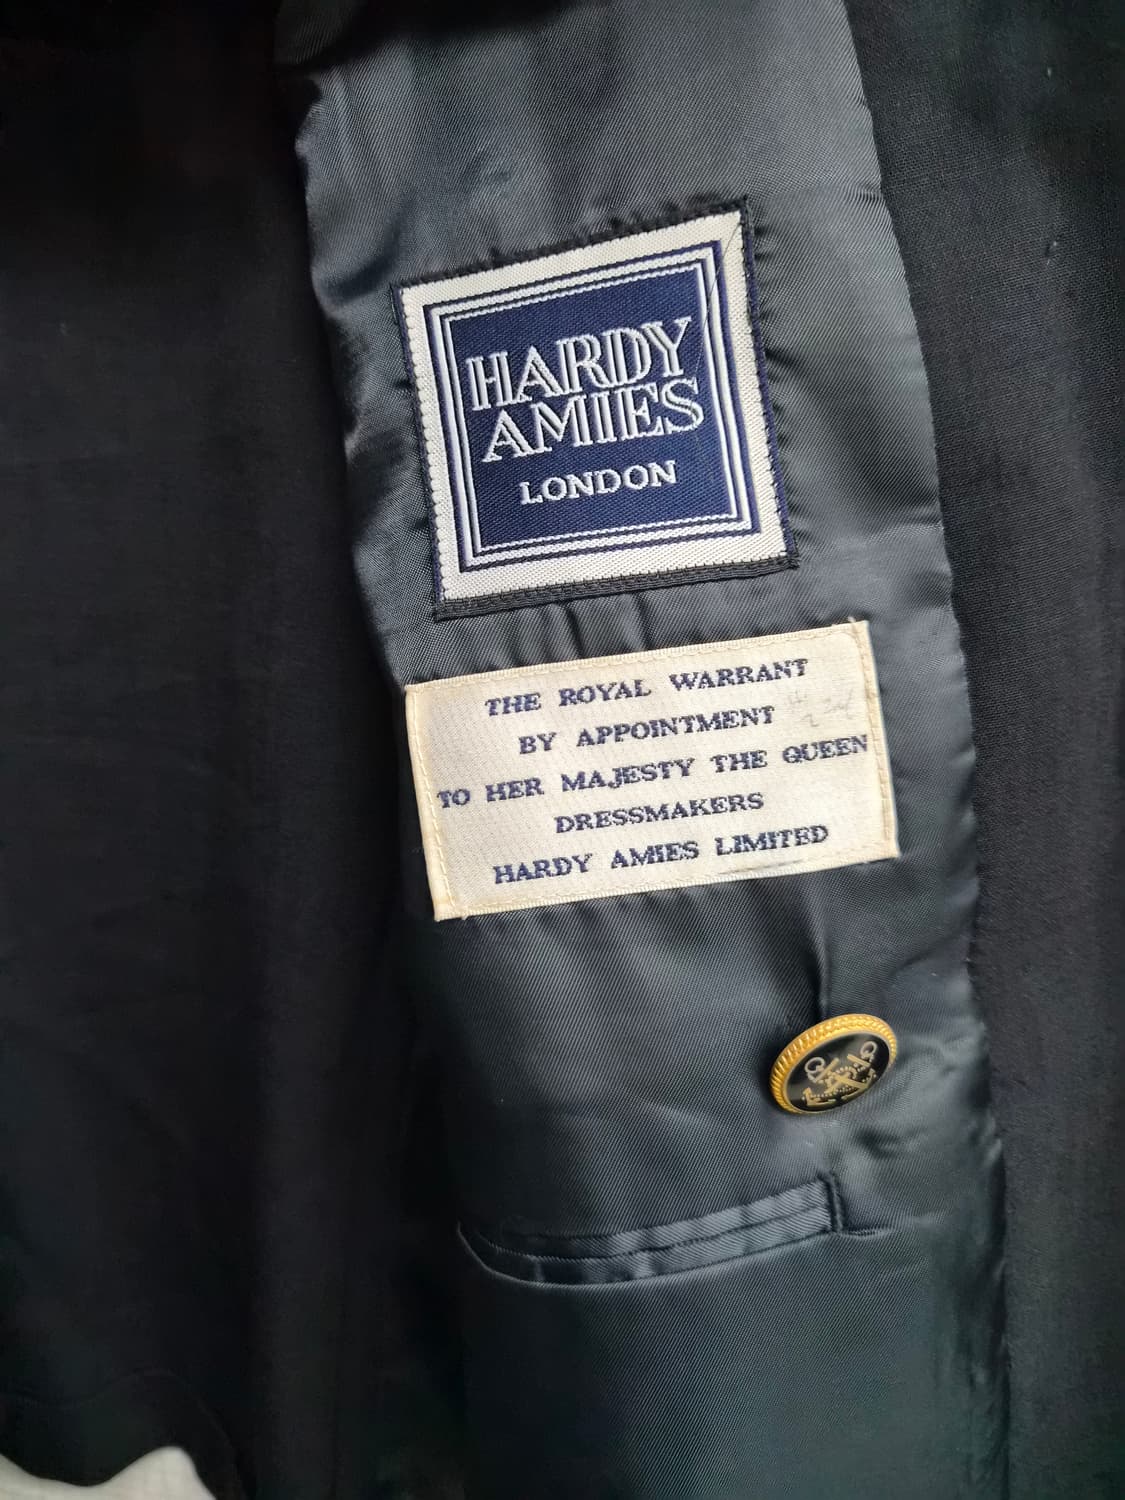 HARDY
AMIES
LONDON
THE ROYAL WARRANT
BY APPOINTMENT
TO HER MAJESTY THE QUEEN
DRESSMAKERS
HARDY AMIES LIMITED